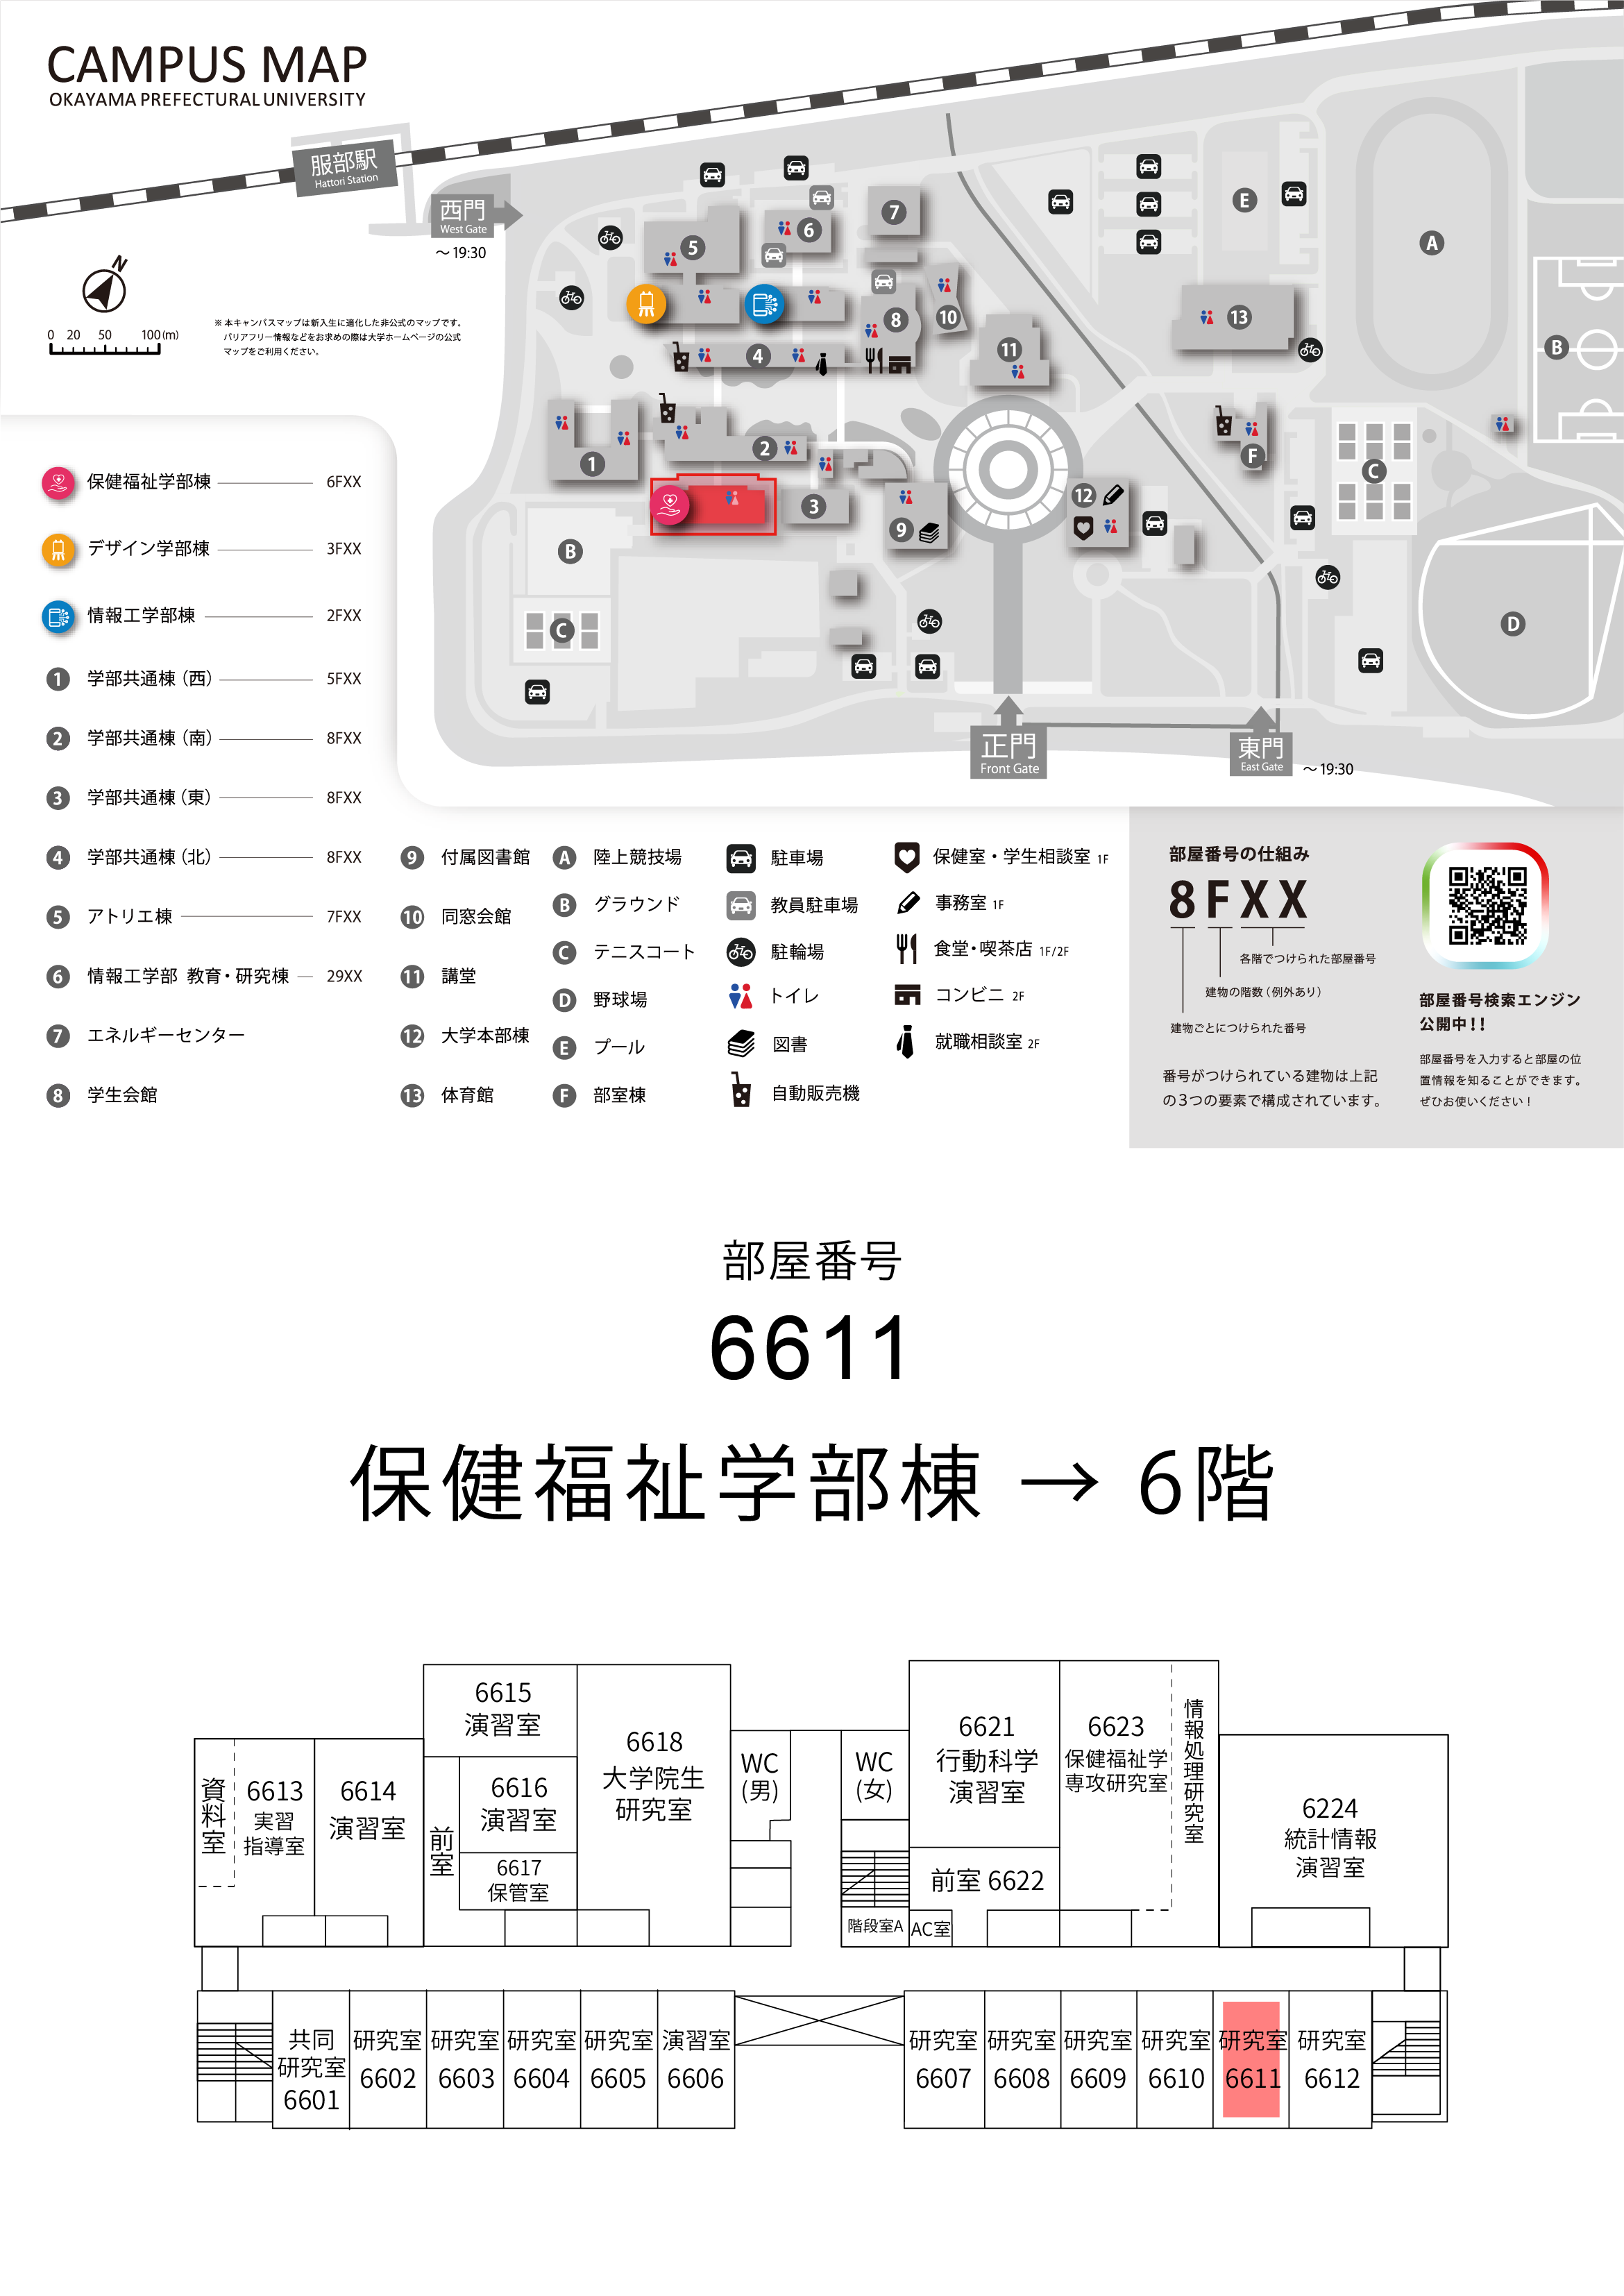 CAMPUS MAP
OKAYAMA PREFECTURAL UNIVERSITY
服部駅
Hattori Station
西門
West Gate
～19:30
N
0 20 50 100(m)
※ 本キャンパスマップは新入生に適化した非公式のマップです。
バリアフリー情報などをお求めの際は大学ホームページの公式
マップをご利用ください。
5
6
7
E
A
8
10
11
13
B
4
1
2
3
9
12
F
C
B
C
D
正門
Front Gate
東門
East Gate
～19:30
保健福祉学部棟 6FXX
デザイン学部棟 3FXX
情報工学部棟 2FXX
1 学部共通棟（西） 5FXX
2 学部共通棟（南） 8FXX
3 学部共通棟（東） 8FXX
4 学部共通棟（北） 8FXX
5 アトリエ棟 7FXX
6 情報工学部 教育・研究棟 29XX
7 エネルギーセンター
8 学生会館
9 付属図書館
10 同窓会館
11 講堂
12 大学本部棟
13 体育館
A 陸上競技場
B グラウンド
C テニスコート
D 野球場
E プール
F 部室棟
駐車場
教員駐車場
駐輪場
トイレ
図書
自動販売機
保健室・学生相談室 1F
事務室 1F
食堂・喫茶店 1F/2F
コンビニ 2F
就職相談室 2F
部屋番号の仕組み
8FXX
各階でつけられた部屋番号
建物の階数（例外あり）
建物ごとにつけられた番号
番号がつけられている建物は上記
の3つの要素で構成されています。
部屋番号検索エンジン
公開中！！
部屋番号を入力すると部屋の位
置情報を知ることができます。
ぜひお使いください！
部屋番号
6611
保健福祉学部棟 → 6階
資料室
6613
実習
指導室
6614
演習室
6615
演習室
前室
6616
演習室
6617
保管室
6618
大学院生
研究室
WC
(男)
WC
(女)
階段室A
AC室
6621
行動科学
演習室
前室 6622
6623
保健福祉学
専攻研究室
情報処理研究室
6224
統計情報
演習室
共同
研究室
6601
研究室
6602
研究室
6603
研究室
6604
研究室
6605
演習室
6606
研究室
6607
研究室
6608
研究室
6609
研究室
6610
研究室
6611
研究室
6612